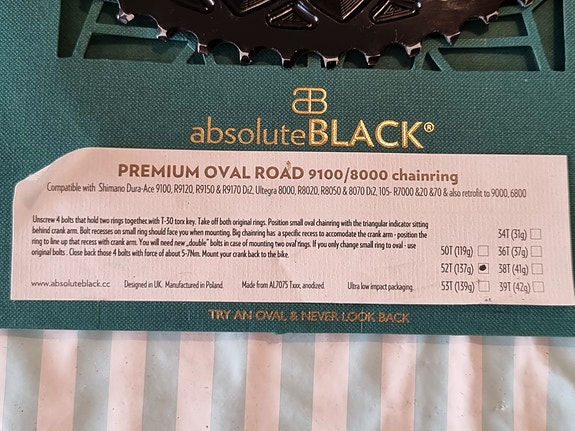 absoluteBLACK®
PREMIUM OVAL ROAD 9100/8000 chainring
Compatible with Shimano Dura-Ace 9100, R9120, R9150 & R9170 Di2, Ultegra 8000, R8020, R8050 & 8070 Di2, 105- R7000 &20 &70 & also retrofit to 9000, 6800
Unscrew 4 bolts that hold two rings together, with T-30 torx key. Take off both original rings. Position small oval chainring with the triangular indicator sitting
behind crank arm. Bolt recesses on small ring should face you when mounting. Big chainring has a specific recess to accomodate the crank arm - position the
ring to line up that recess with crank arm. You will need new „double" bolts in case of mounting two oval rings. If you only change small ring to oval - use
original bolts . Close back those 4 bolts with force of about 5-7Nm. Mount your crank back to the bike.
34T (31g)
50T (119g) 36T (37g)
52T (137g) 38T (41g)
53T (139g) 39T (42g)
www.absoluteblack.cc Designed in UK. Manufactured in Poland. Made from AL7075 Txxx, anodized. Ultra low impact packaging.
TRY AN OVAL & NEVER LOOK BACK